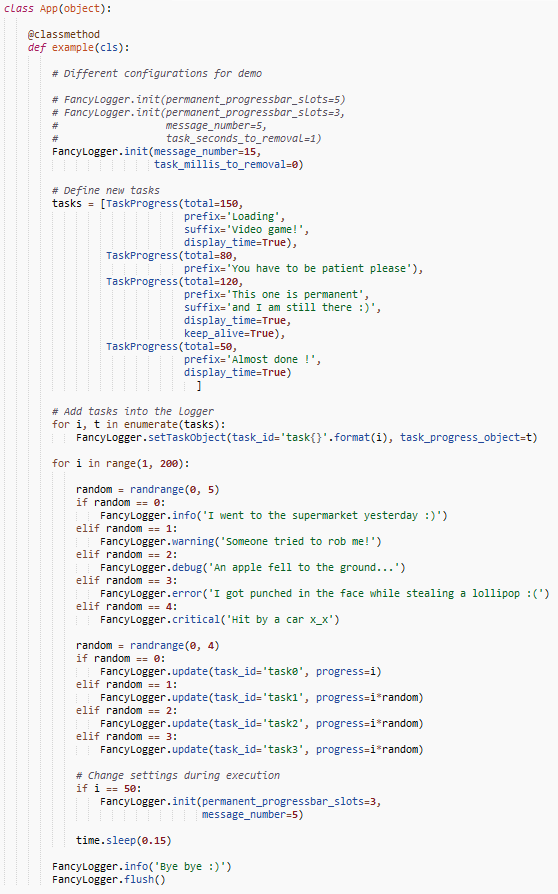 class App(object):
@classmethod
def example(cls):
# Different configurations for demo
# FancyLogger.init(permanent_progressbar_slots=5)
# FancyLogger.init(permanent_progressbar_slots=3,
# message_number=5,
# task_seconds_to_removal=1)
FancyLogger.init(message_number=15,
task_millis_to_removal=0)
# Define new tasks
tasks = [TaskProgress(total=150,
prefix='Loading',
suffix='Video game!',
display_time=True),
TaskProgress(total=80,
prefix='You have to be patient please'),
TaskProgress(total=120,
prefix='This one is permanent',
suffix='and I am still there :)',
display_time=True,
keep_alive=True),
TaskProgress(total=50,
prefix='Almost done !',
display_time=True)
]
# Add tasks into the logger
for i, t in enumerate(tasks):
FancyLogger.setTaskObject(task_id='task{}'.format(i), task_progress_object=t)
for i in range(1, 200):
random = randrange(0, 5)
if random == 0:
FancyLogger.info('I went to the supermarket yesterday :)')
elif random == 1:
FancyLogger.warning('Someone tried to rob me!')
elif random == 2:
FancyLogger.debug('An apple fell to the ground...')
elif random == 3:
FancyLogger.error('I got punched in the face while stealing a lollipop :(')
elif random == 4:
FancyLogger.critical('Hit by a car x_x')
random = randrange(0, 4)
if random == 0:
FancyLogger.update(task_id='task0', progress=i)
elif random == 1:
FancyLogger.update(task_id='task1', progress=i*random)
elif random == 2:
FancyLogger.update(task_id='task2', progress=i*random)
elif random == 3:
FancyLogger.update(task_id='task3', progress=i*random)
# Change settings during execution
if i == 50:
FancyLogger.init(permanent_progressbar_slots=3,
message_number=5)
time.sleep(0.15)
FancyLogger.info('Bye bye :)')
FancyLogger.flush()